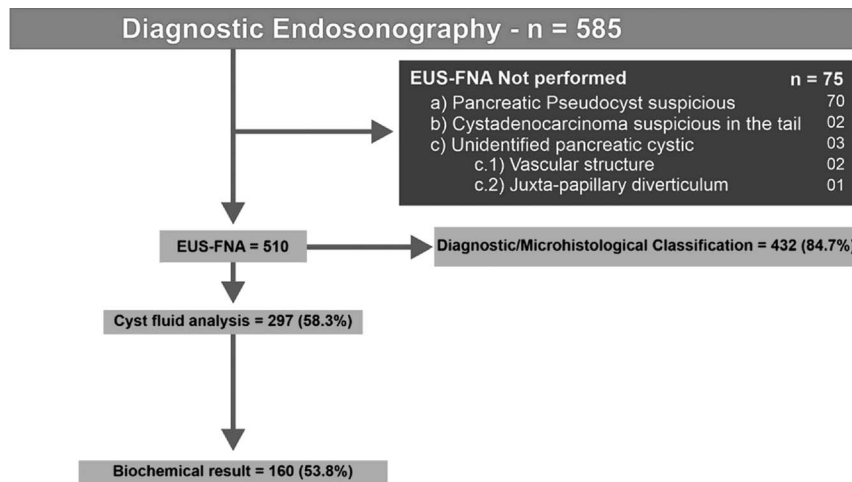 Diagnostic Endosonography - n = 585
EUS-FNA Not performed n = 75
a) Pancreatic Pseudocyst suspicious 70
b) Cystadenocarcinoma suspicious in the tail 02
c) Unidentified pancreatic cystic 03
c.1) Vascular structure 02
c.2) Juxta-papillary diverticulum 01
EUS-FNA = 510
Diagnostic/Microhistological Classification = 432 (84.7%)
Cyst fluid analysis = 297 (58.3%)
Biochemical result = 160 (53.8%)